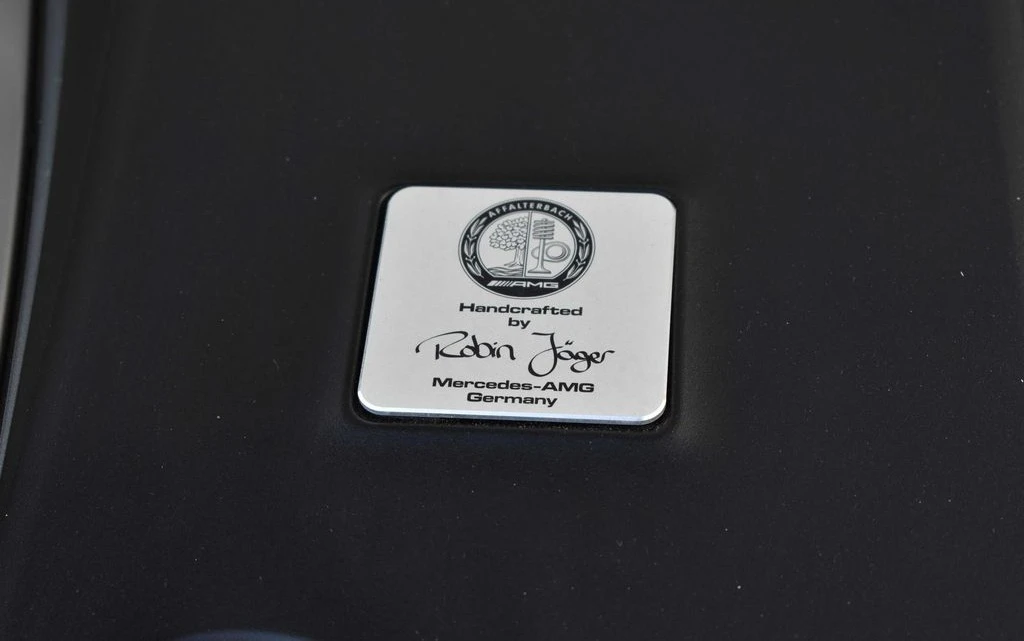 AFFALTERBACH
AMG
Handcrafted
by
Robin Jäger
Mercedes-AMG
Germany